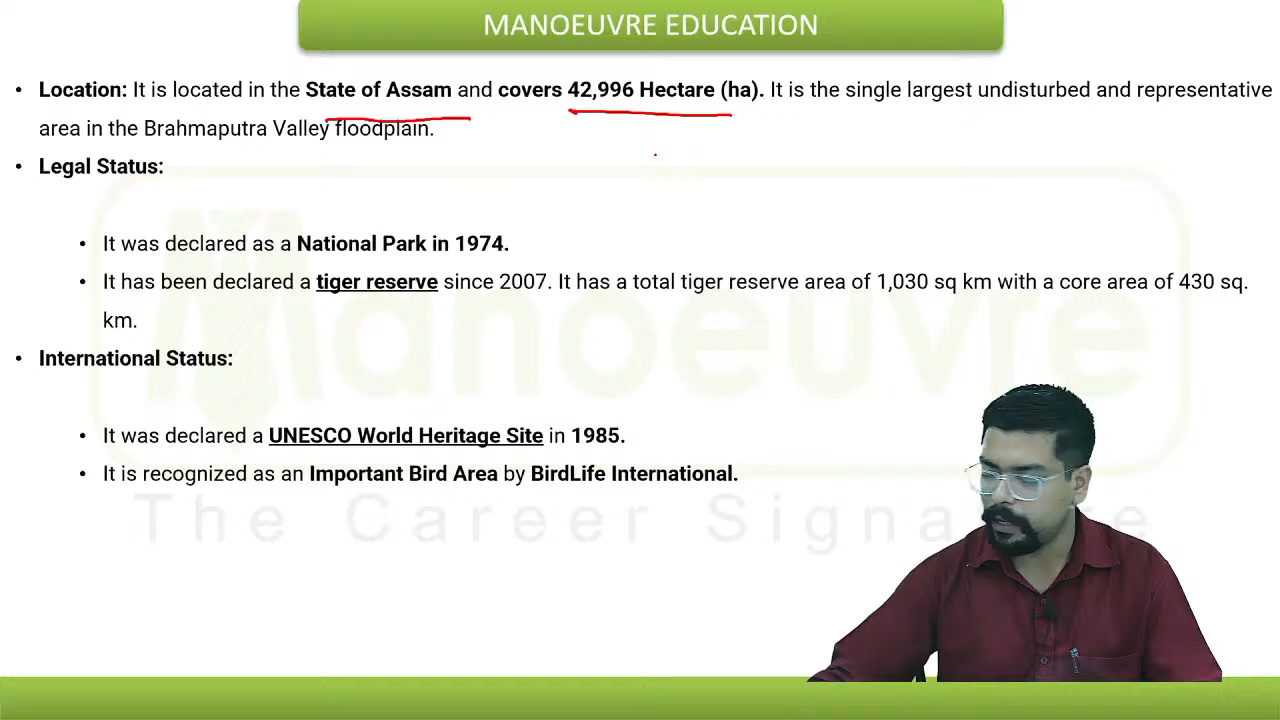 MANOEUVRE EDUCATION
• Location: It is located in the State of Assam and covers 42,996 Hectare (ha). It is the single largest undisturbed and representative
area in the Brahmaputra Valley floodplain.
• Legal Status:
• It was declared as a National Park in 1974.
• It has been declared a tiger reserve since 2007. It has a total tiger reserve area of 1,030 sq km with a core area of 430 sq.
km.
• International Status:
• It was declared a UNESCO World Heritage Site in 1985.
• It is recognized as an Important Bird Area by BirdLife International.
Manoeuvre
The Career Signature